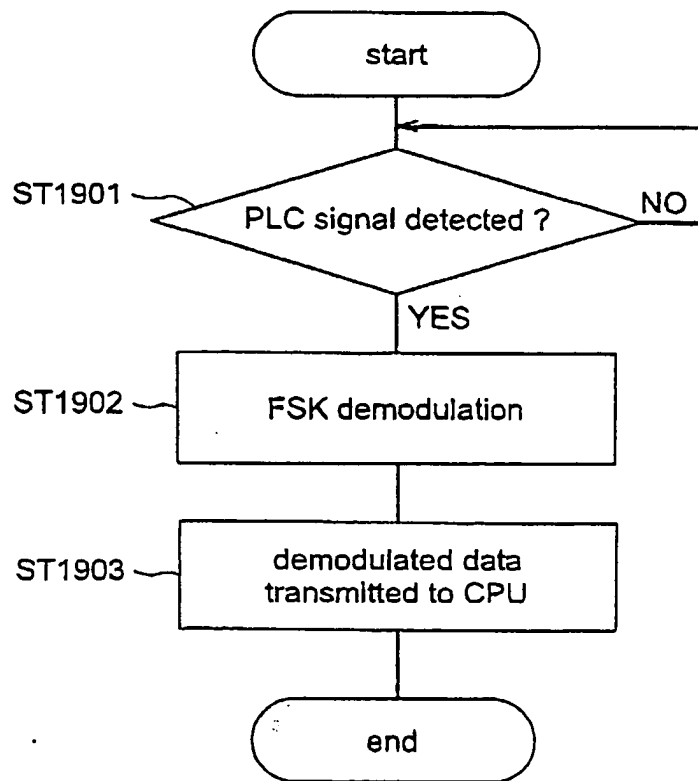 start
ST1901
PLC signal detected ?
NO
YES
ST1902
FSK demodulation
ST1903
demodulated data
transmitted to CPU
end